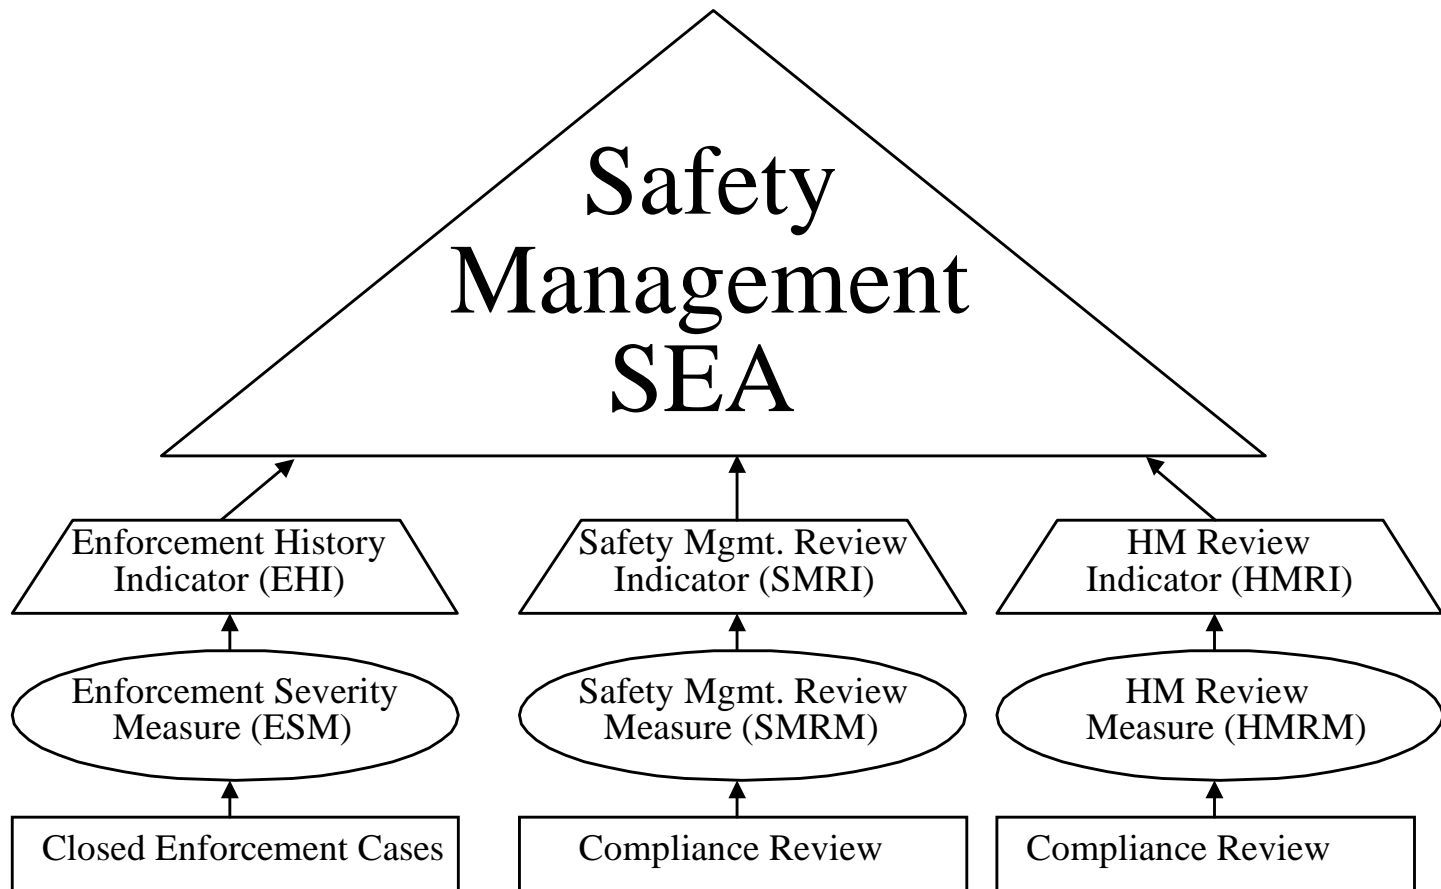 Safety
Management
SEA
Enforcement History
Indicator (EHI)
Safety Mgmt. Review
Indicator (SMRI)
HM Review
Indicator (HMRI)
Enforcement Severity
Measure (ESM)
Safety Mgmt. Review
Measure (SMRM)
HM Review
Measure (HMRM)
Closed Enforcement Cases
Compliance Review
Compliance Review